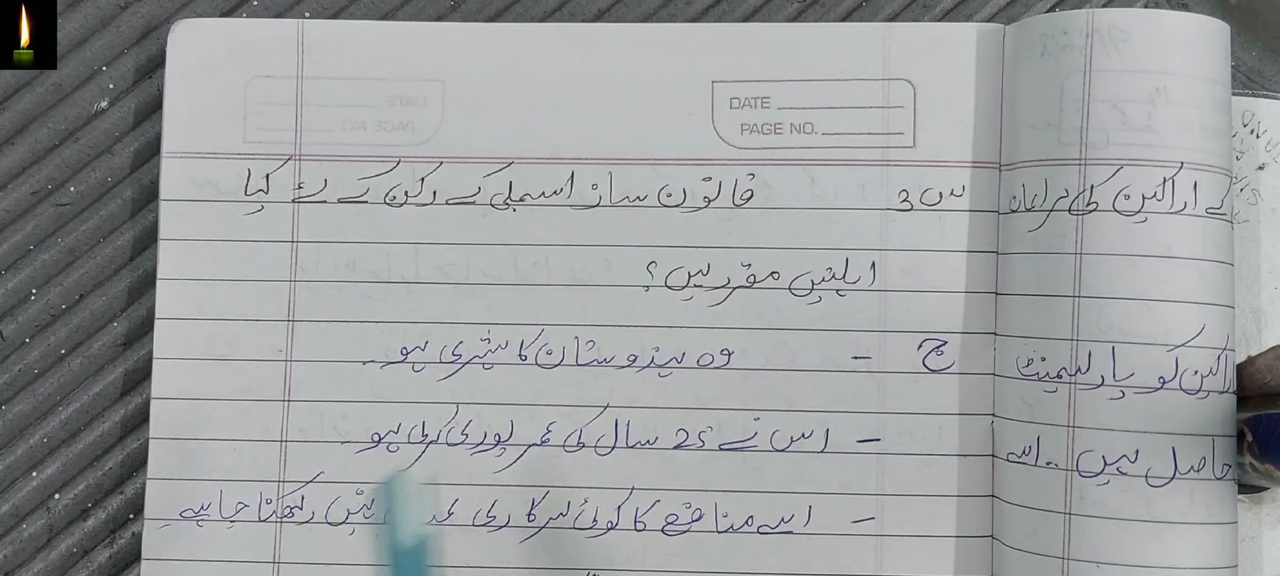 DATE
PAGE NO.
س 3 قانون ساز اسمبلی کے رکن کے لئے کیا
اہلیتیں مقرر ہیں؟
ج - وہ ہندوستان کا شہری ہو۔
- اس نے 25 سال کی عمر پوری کرلی ہو۔
- اسے منافع کا کوئی سرکاری نہیں رکھنا چاہیے
کے اراکین کی مراعات
اراکین کو پارلیمنٹ
حاصل ہیں۔ اسے